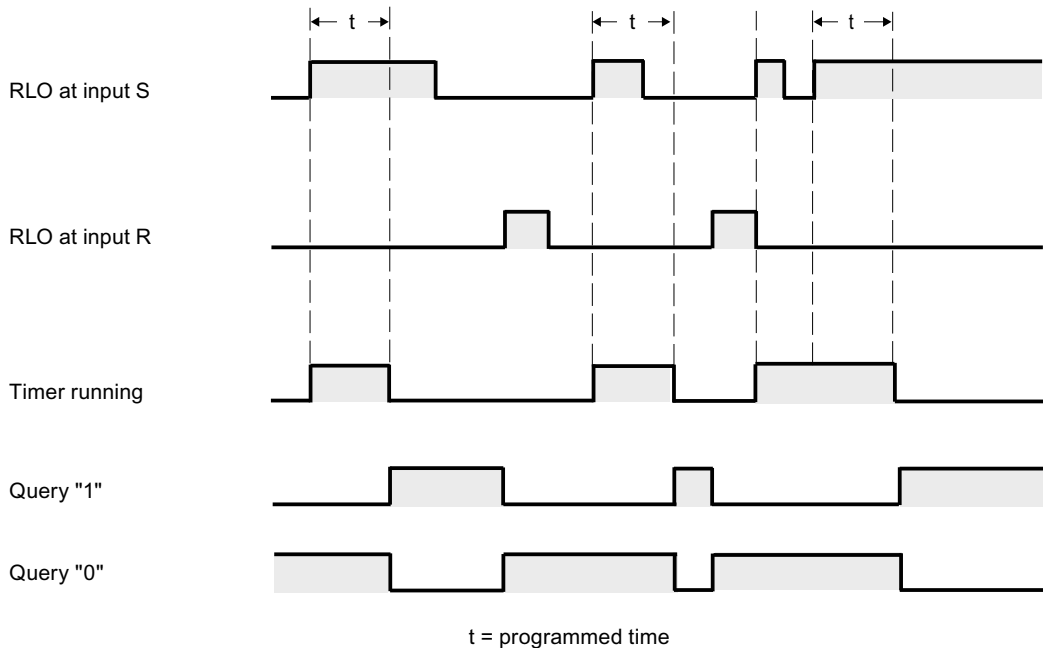 t
t
t
RLO at input S
RLO at input R
Timer running
Query "1"
Query "0"
t = programmed time